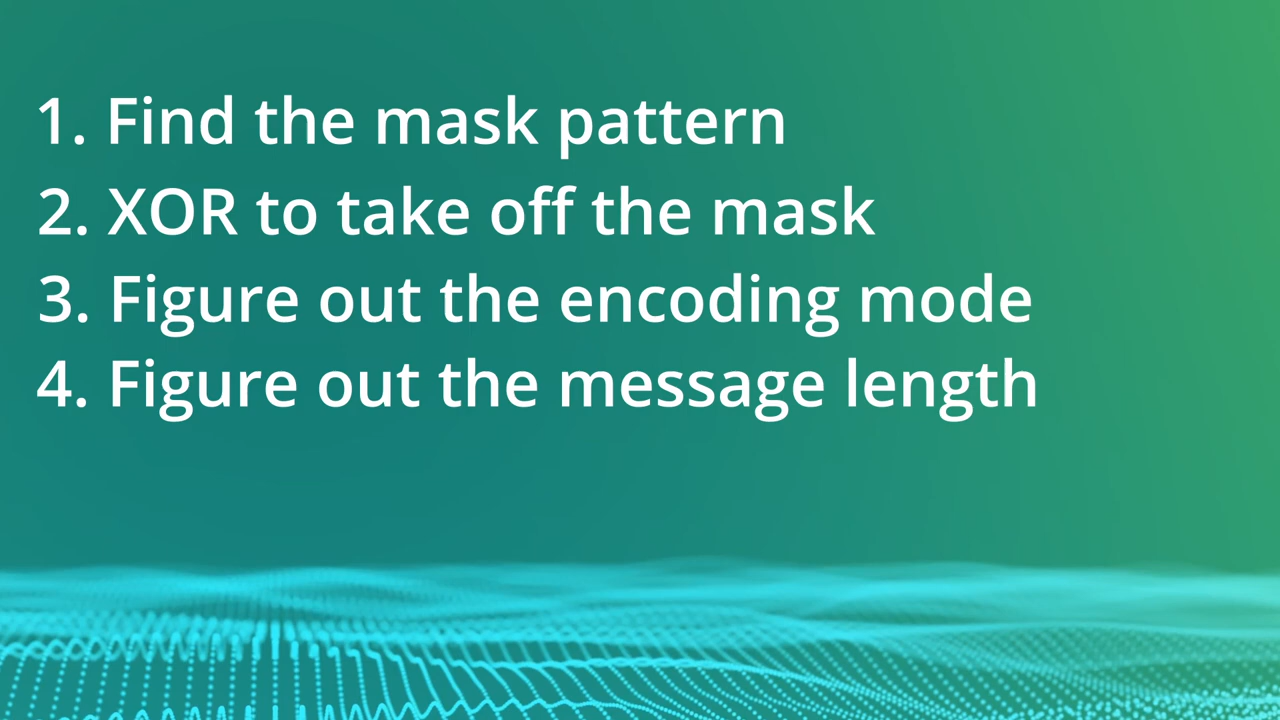 1. Find the mask pattern
2. XOR to take off the mask
3. Figure out the encoding mode
4. Figure out the message length